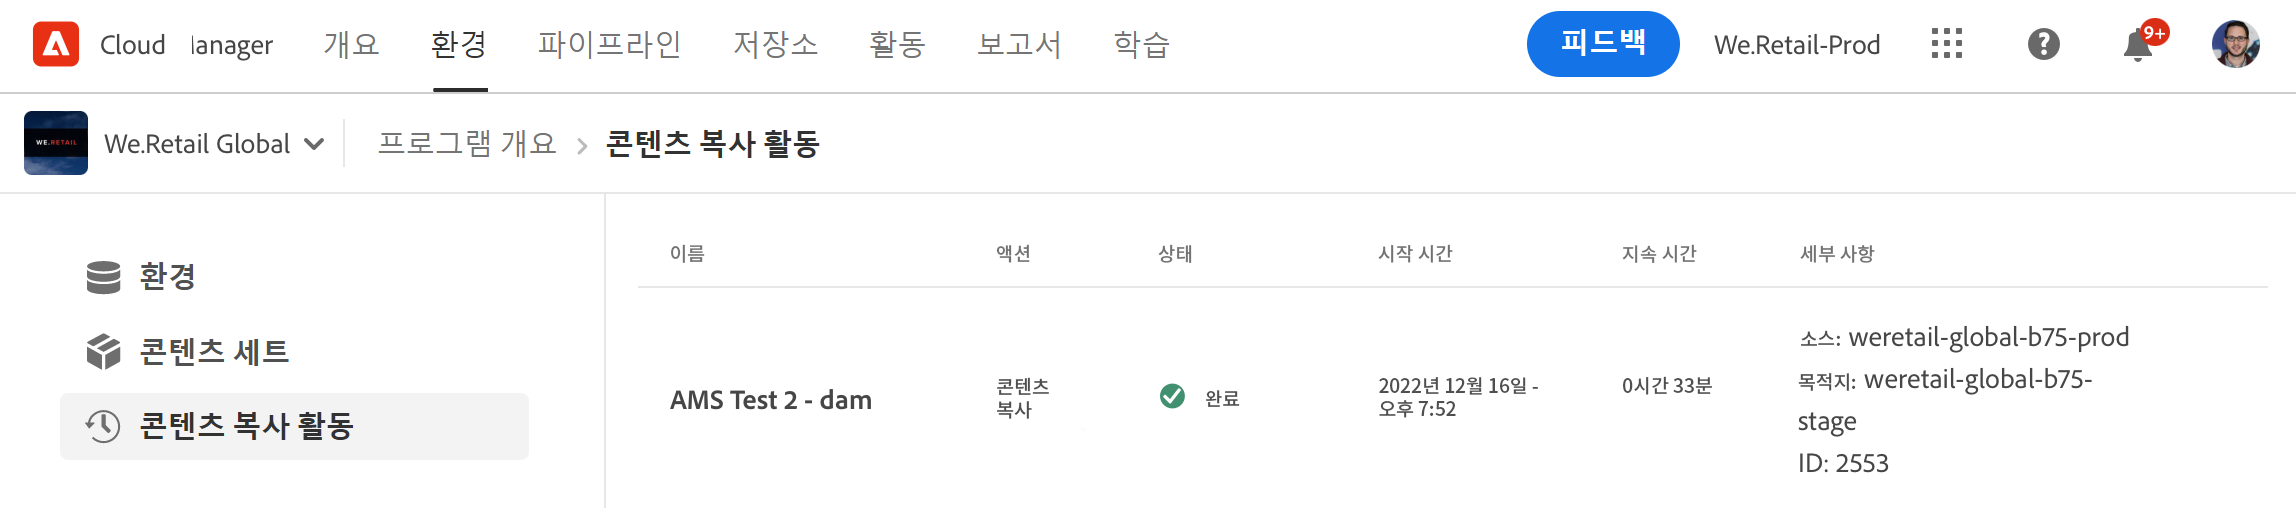 Cloud Manager 개요 환경 파이프라인 저장소 활동 보고서 학습 피드백 We.Retail-Prod 9+
WE.RETAIL We.Retail Global 프로그램 개요 콘텐츠 복사 활동
환경
콘텐츠 세트
콘텐츠 복사 활동
이름 액션 상태 시작 시간 지속 시간 세부 사항
AMS Test 2 - dam
콘텐츠
복사
완료
2022년 12월 16일 -
오후 7:52
0시간 33분
소스: weretail-global-b75-prod
목적지: weretail-global-b75-
stage
ID: 2553